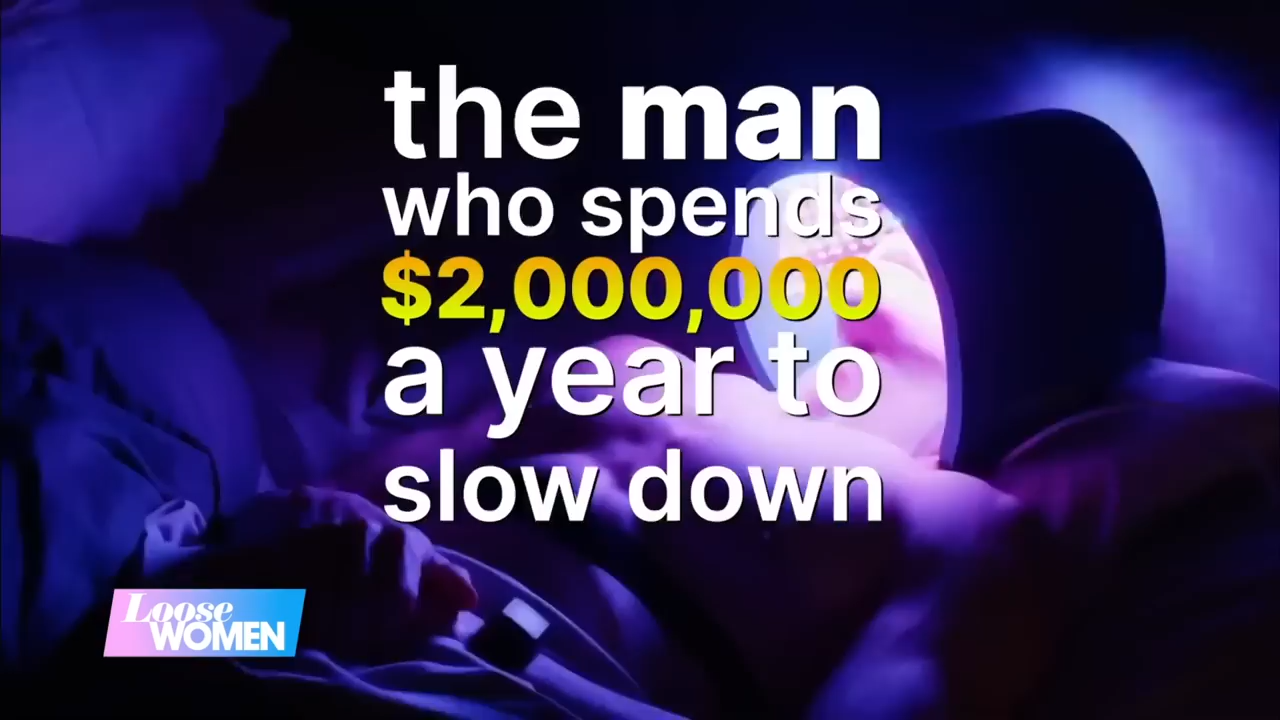 the man
who spends
$2,000,000
a year to
slow down
Loose
WOMEN